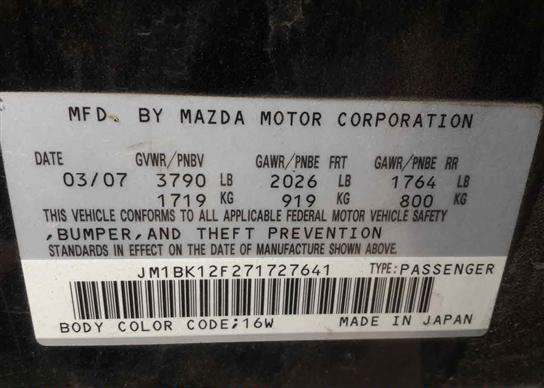 MFD. BY MAZDA MOTOR CORPORATION
DATE GVWR/PNBV GAWR/PNBE FRT GAWR/PNBE RR
03/07 3790 LB 2026 LB 1764 LB
1719 KG 919 KG 800 KG
THIS VEHICLE CONFORMS TO ALL APPLICABLE FEDERAL MOTOR VEHICLE SAFETY
,BUMPER,AND THEFT PREVENTION
STANDARDS IN EFFECT ON THE DATE OF MANUFACTURE SHOWN ABOVE.
JM1BK12F271727641 TYPE:PASSENGER
BODY COLOR CODE;16W MADE IN JAPAN